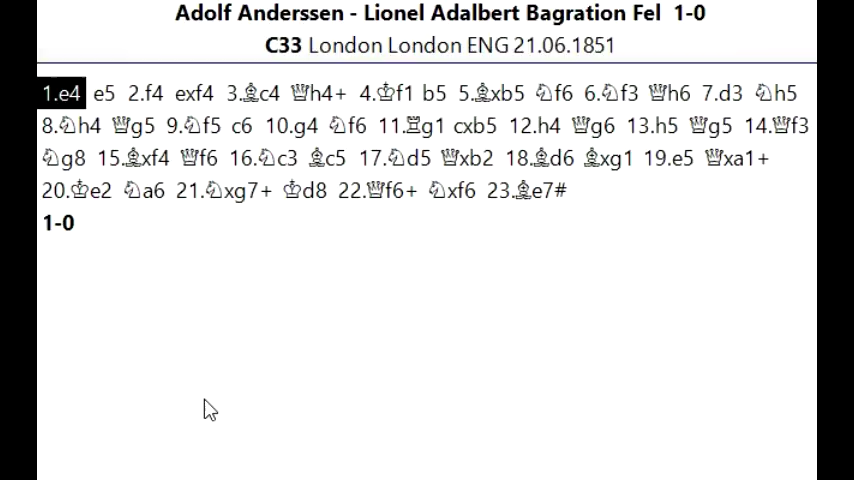 Adolf Anderssen - Lionel Adalbert Bagration Fel 1-0
C33 London London ENG 21.06.1851
1.e4 e5 2.f4 exf4 3.♗c4 ♕h4+ 4.♔f1 b5 5.♗xb5 ♘f6 6.♘f3 ♕h6 7.d3 ♘h5
8.♘h4 ♕g5 9.♘f5 c6 10.g4 ♘f6 11.♖g1 cxb5 12.h4 ♕g6 13.h5 ♕g5 14.♕f3
♘g8 15.♗xf4 ♕f6 16.♘c3 ♗c5 17.♘d5 ♕xb2 18.♗d6 ♗xg1 19.e5 ♕xa1+
20.♔e2 ♘a6 21.♘xg7+ ♔d8 22.♕f6+ ♘xf6 23.♗e7#
1-0